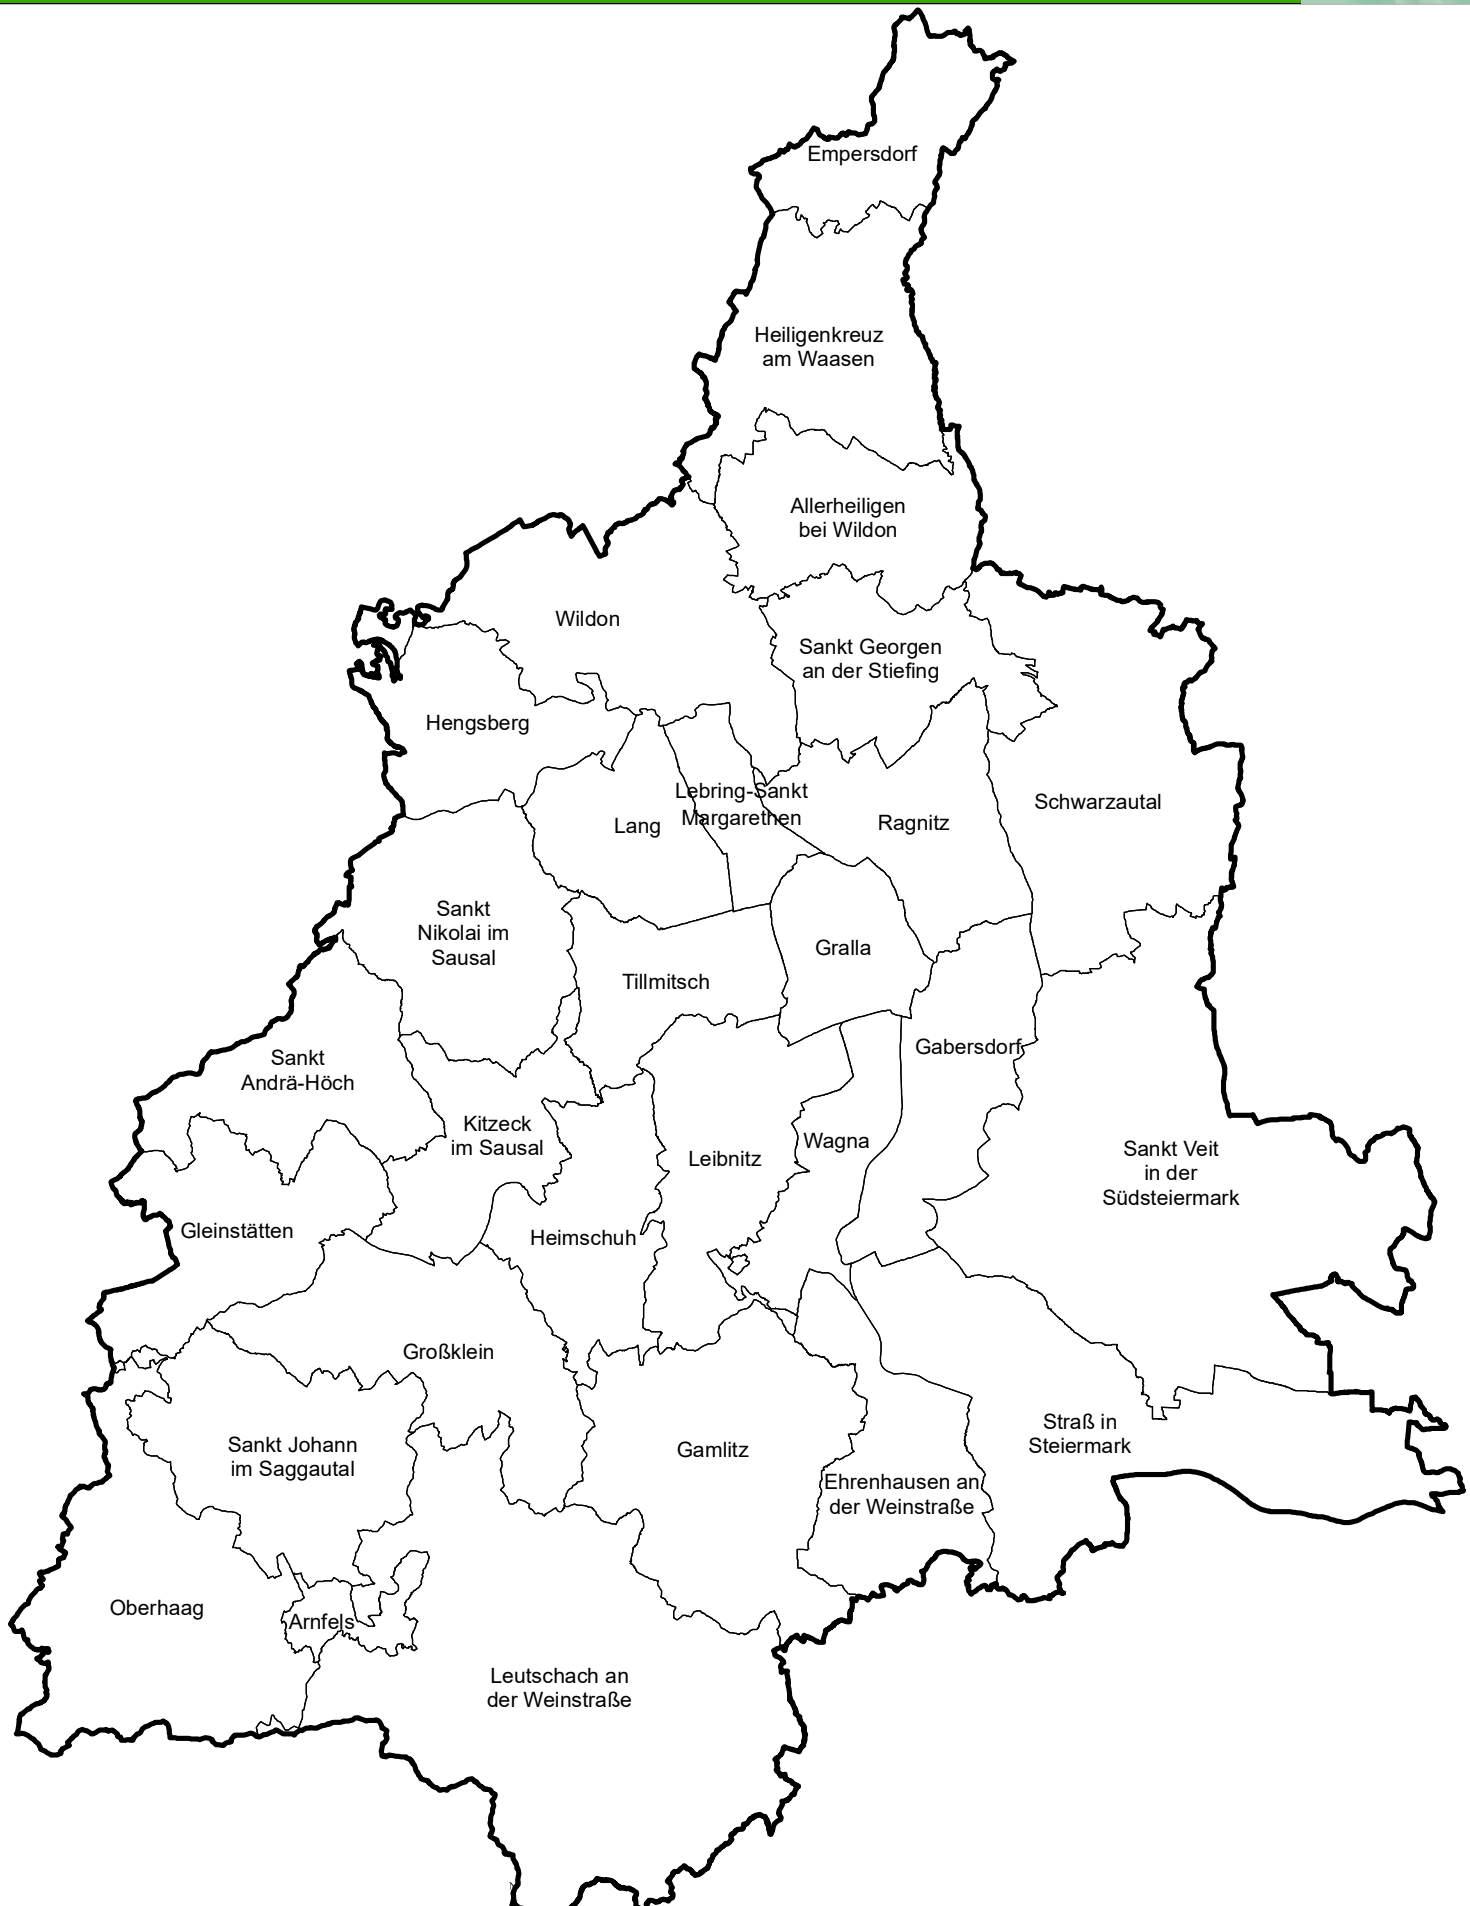 Empersdorf
Heiligenkreuz
am Waasen
Allerheiligen
bei Wildon
Wildon
Sankt Georgen
an der Stiefing
Hengsberg
Lebring-Sankt
Margarethen
Schwarzautal
Lang
Ragnitz
Sankt
Nikolai im
Sausal
Gralla
Tillmitsch
Gabersdorf
Sankt
Andrä-Höch
Kitzeck
im Sausal
Wagna
Leibnitz
Sankt Veit
in der
Südsteiermark
Gleinstätten
Heimschuh
Großklein
Sankt Johann
im Saggautal
Gamlitz
Straß in
Steiermark
Ehrenhausen an
der Weinstraße
Oberhaag
Arnfels
Leutschach an
der Weinstraße